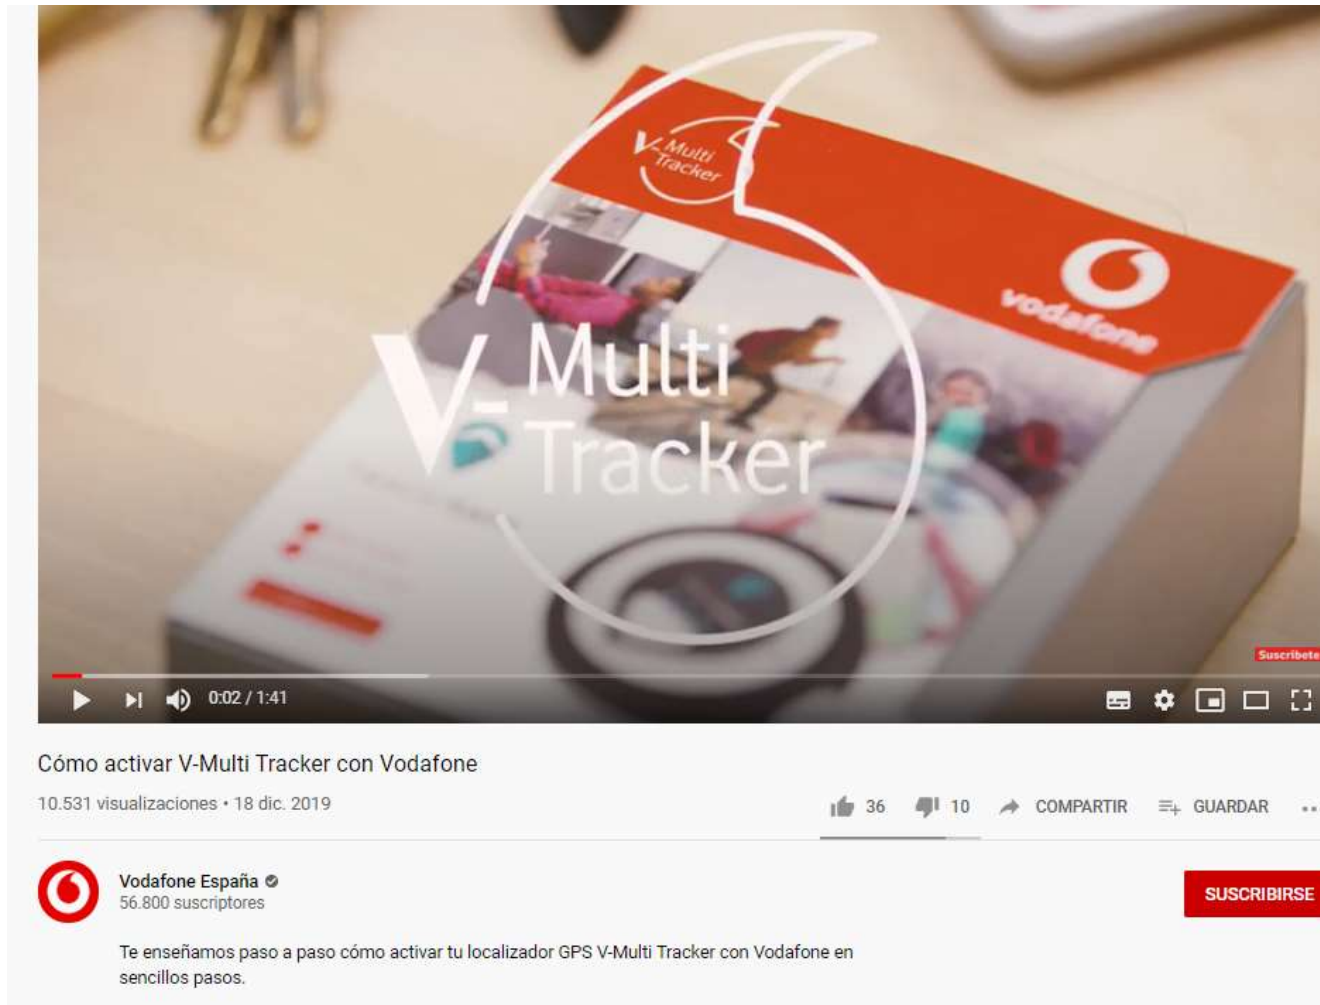 V-Multi
Tracker
vodafone
V-Multi
Tracker
Suscríbete
0:02 / 1:41
Cómo activar V-Multi Tracker con Vodafone
10.531 visualizaciones • 18 dic. 2019
36 10 COMPARTIR GUARDAR
Vodafone España
56.800 suscriptores
SUSCRIBIRSE
Te enseñamos paso a paso cómo activar tu localizador GPS V-Multi Tracker con Vodafone en
sencillos pasos.